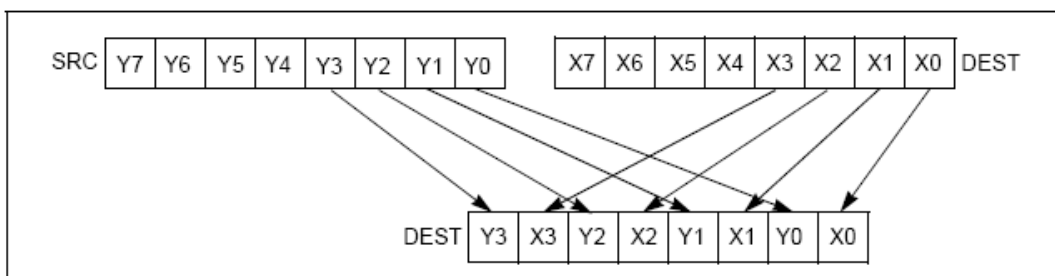 SRC Y7 Y6 Y5 Y4 Y3 Y2 Y1 Y0 X7 X6 X5 X4 X3 X2 X1 X0 DEST
DEST Y3 X3 Y2 X2 Y1 X1 Y0 X0